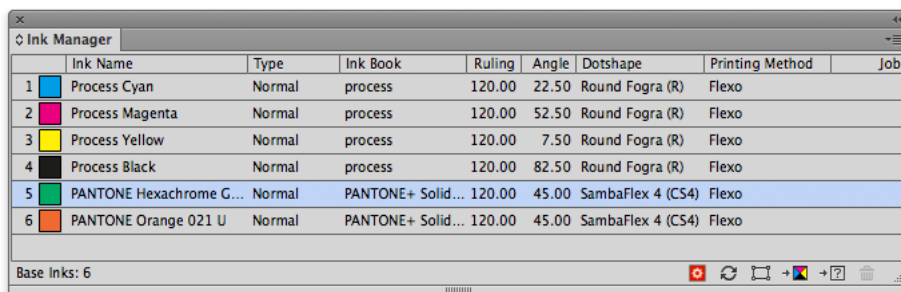 Ink Manager
Ink Name Type Ink Book Ruling Angle Dotshape Printing Method Job
1 Process Cyan Normal process 120.00 22.50 Round Fogra (R) Flexo
2 Process Magenta Normal process 120.00 52.50 Round Fogra (R) Flexo
3 Process Yellow Normal process 120.00 7.50 Round Fogra (R) Flexo
4 Process Black Normal process 120.00 82.50 Round Fogra (R) Flexo
5 PANTONE Hexachrome G... Normal PANTONE+ Solid... 120.00 45.00 SambaFlex 4 (CS4) Flexo
6 PANTONE Orange 021 U Normal PANTONE+ Solid... 120.00 45.00 SambaFlex 4 (CS4) Flexo
Base Inks: 6